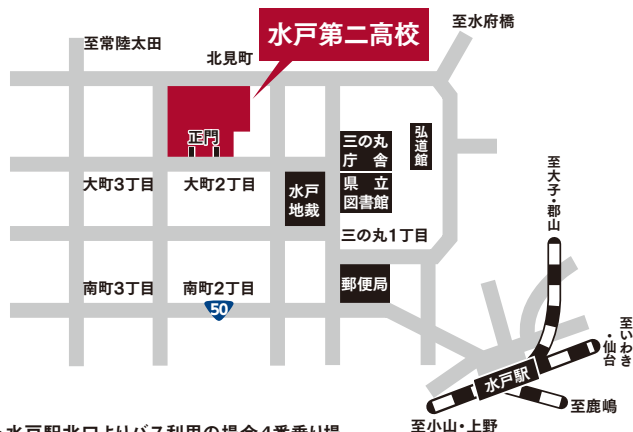 水戸第二高校
至水府橋
至常陸太田
北見町
正門
三の丸
庁舎
弘道館
県立
図書館
水戸
地裁
大町3丁目
大町2丁目
三の丸1丁目
至大子・郡山
南町3丁目
南町2丁目
50
郵便局
至いわき
・仙台
水戸駅
至鹿嶋
至小山・上野